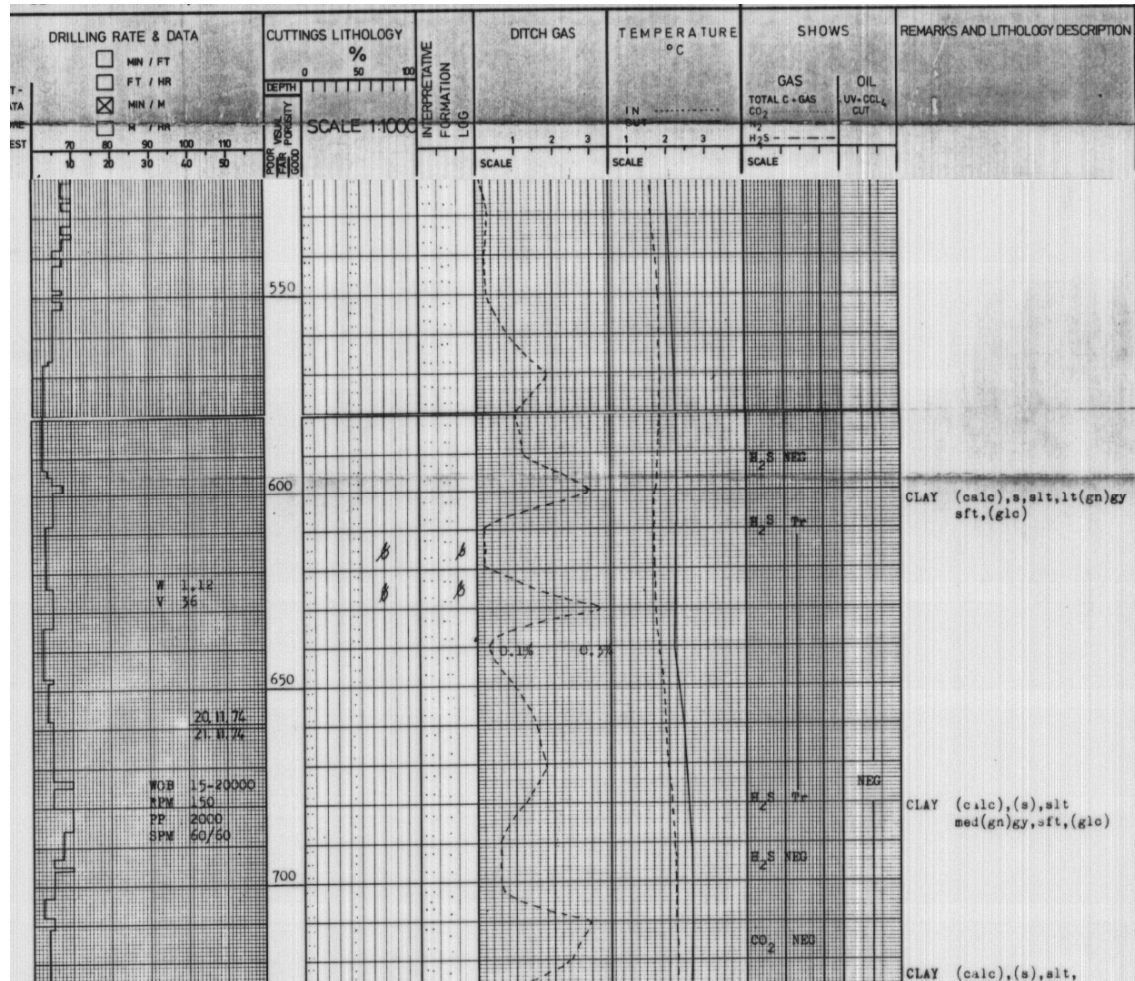 DRILLING RATE & DATA
MIN / FT
FT / HR
MIN / M
M / HR
70 80 90 100 110
20 10 20 30 40 50
CUTTINGS LITHOLOGY
%
0 50 100
DEPTH
VISUAL POROSITY
POOR
FAIR
GOOD
SCALE 1:1000
INTERPRETATIVE
FORMATION
LOG
DITCH GAS
1 2 3
SCALE
TEMPERATURE
°C
IN
OUT
1 2 3
SCALE
SHOWS
GAS
TOTAL C + GAS
CO2
H2S
SCALE
OIL
UV+CCL4
CUT
REMARKS AND LITHOLOGY DESCRIPTION
550
H2S NEG
600
CLAY (calc),s,slt,lt(gn)gy
sft,(glc)
H2S Tr
W 1.12
V 36
0.1% 0.5%
650
20.11.74
21.11.74
NEG
WOB 15-20000
RPM 150
PP 2000
SPM 60/60
H2S Tr
CLAY (calc),(s),slt
med(gn)gy,sft,(glc)
H2S NEG
700
CO2 NEG
CLAY (calc),(s),slt,